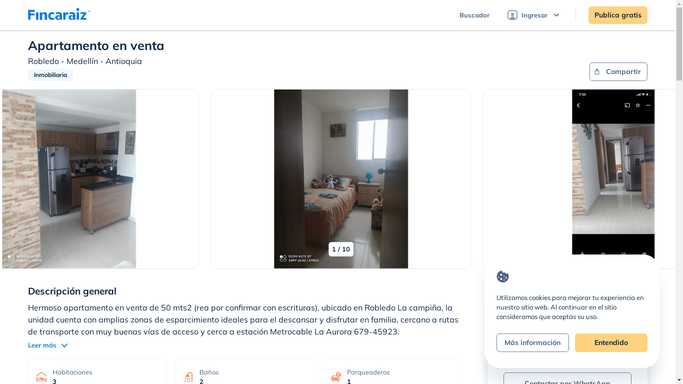 Fincaraiz
Buscador
Ingresar
Publica gratis
Apartamento en venta
Robledo - Medellín - Antioquia
Inmobiliaria
Compartir
1 / 10
Descripción general
Hermoso apartamento en venta de 50 mts2 (rea por confirmar con escrituras), ubicado en Robledo La campiña, la
unidad cuenta con amplias zonas de esparcimiento ideales para el descansar y disfrutar en familia, cercano a rutas
de transporte con muy buenas vías de acceso y cerca a estación Metrocable La Aurora 679-45923.
Leer más
Habitaciones
3
Baños
2
Parqueaderos
1
Utilizamos cookies para mejorar tu experiencia en
nuestro sitio web. Al continuar en el sitio
consideramos que aceptas su uso.
Más información
Entendido
Contactar por WhatsApp